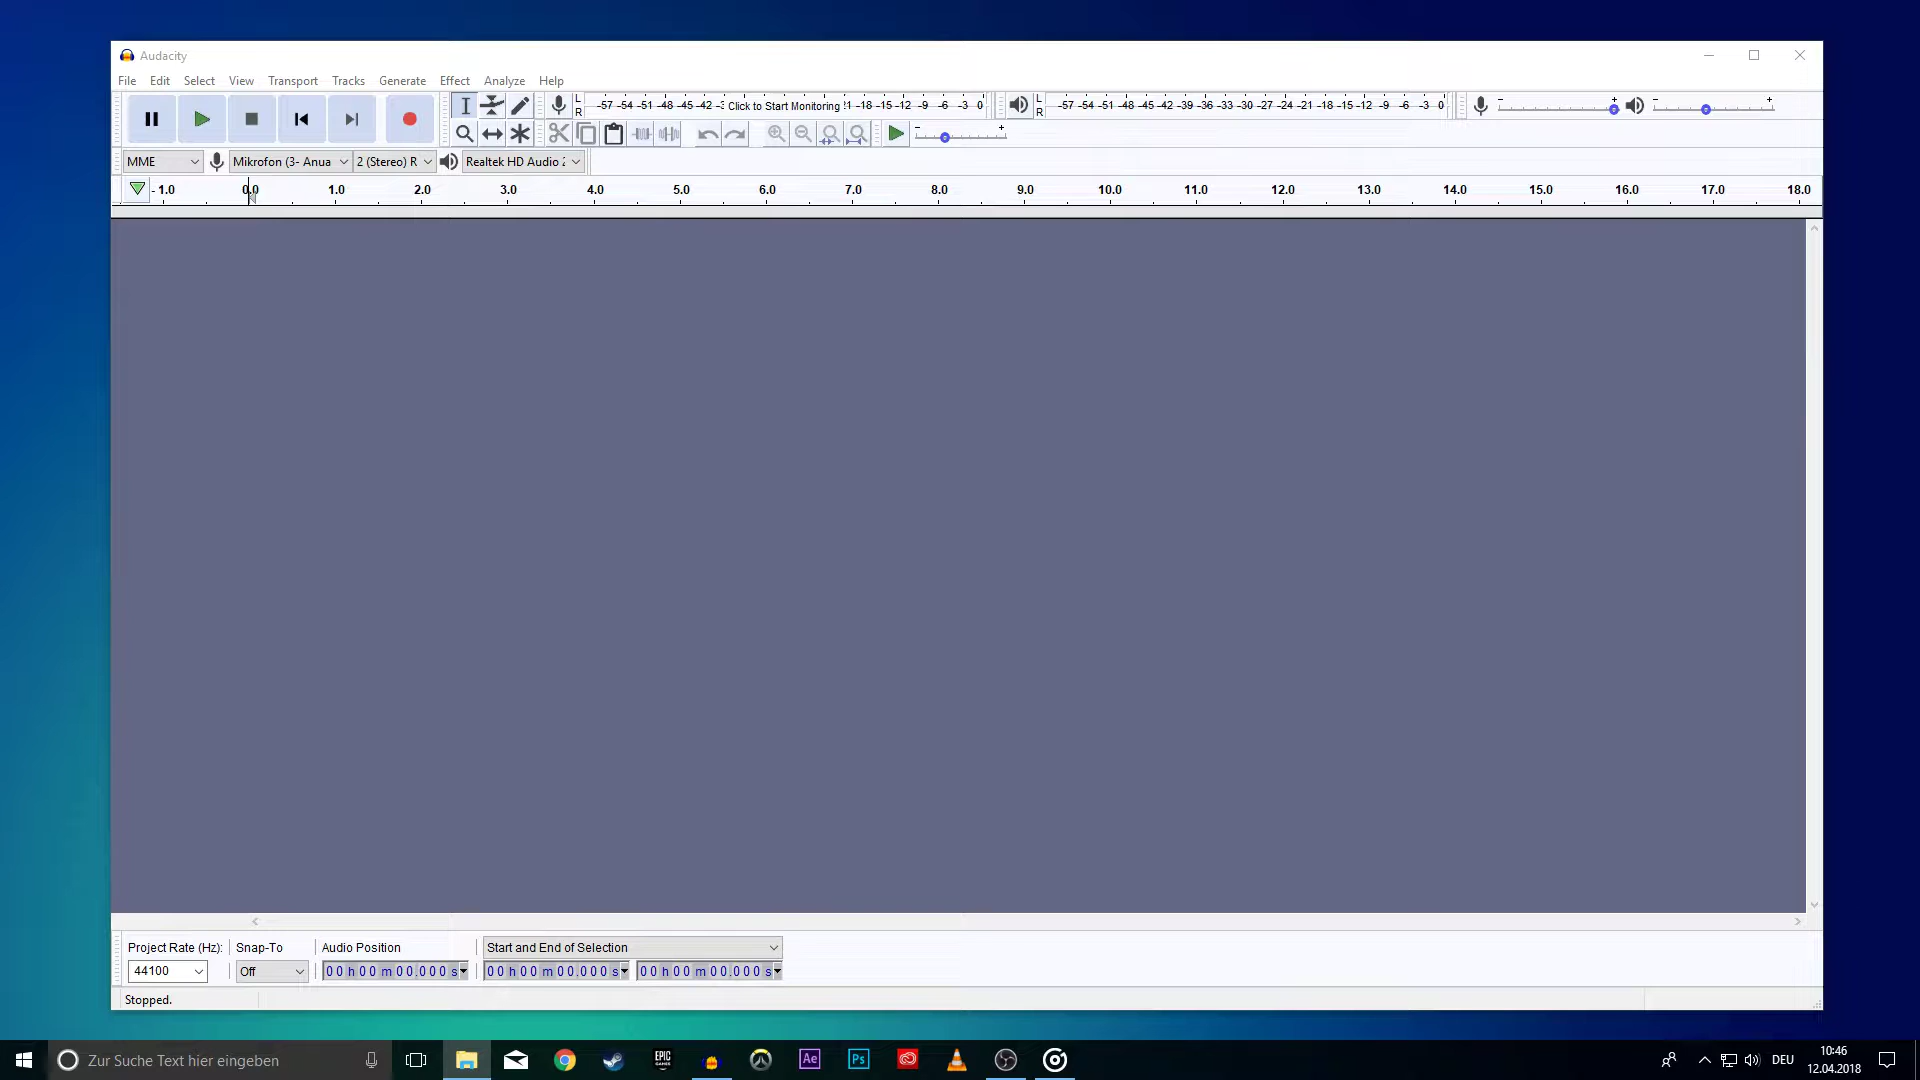 Audacity
File Edit Select View Transport Tracks Generate Effect Analyze Help
L
R
-57 -54 -51 -48 -45 -42 -3 Click to Start Monitoring !1 -18 -15 -12 -9 -6 -3 0
L
R
-57 -54 -51 -48 -45 -42 -39 -36 -33 -30 -27 -24 -21 -18 -15 -12 -9 -6 -3 0
- +
- +
- +
MME Mikrofon (3- Anua 2 (Stereo) R Realtek HD Audio 2
- 1.0 0.0 1.0 2.0 3.0 4.0 5.0 6.0 7.0 8.0 9.0 10.0 11.0 12.0 13.0 14.0 15.0 16.0 17.0 18.0
Project Rate (Hz): Snap-To Audio Position Start and End of Selection
44100 Off 00 h 00 m 00.000 s 00 h 00 m 00.000 s 00 h 00 m 00.000 s
Stopped.
Zur Suche Text hier eingeben
EPIC
GAMES
Ae
Ps
DEU
10:46
12.04.2018